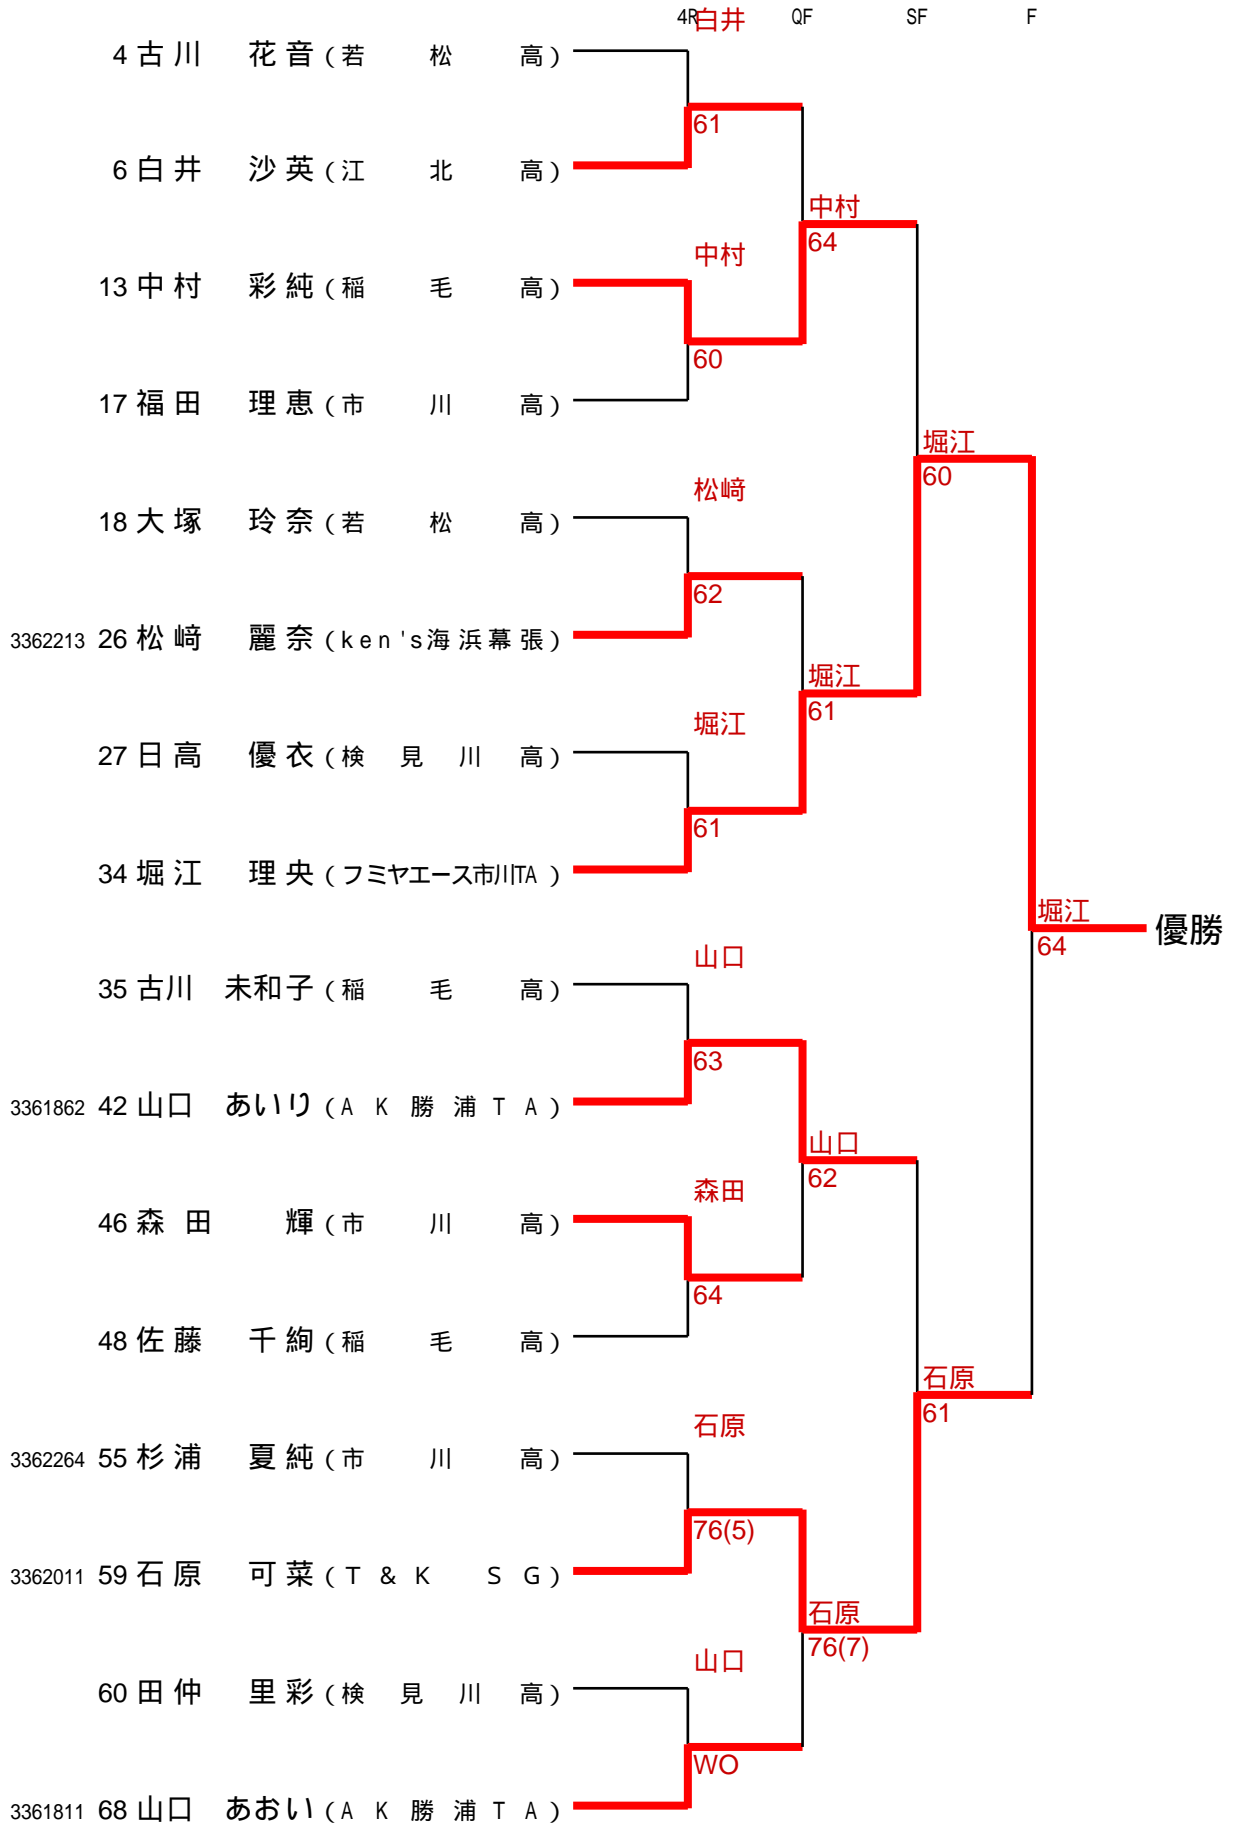 4R 白井 QF SF F
4 古川 花音 (若松高)
61
6 白井 沙英 (江北高)
中村
64
中村
13 中村 彩純 (稲毛高)
60
17 福田 理恵 (市川高)
堀江
60
松﨑
18 大塚 玲奈 (若松高)
62
3362213 26 松﨑 麗奈 (ken's海浜幕張)
堀江
61
堀江
27 日高 優衣 (検見川高)
61
34 堀江 理央 (フミヤエース市川TA)
堀江
64
優勝
山口
35 古川 未和子 (稲毛高)
63
3361862 42 山口 あいり (AK勝浦TA)
山口
62
森田
46 森田 輝 (市川高)
64
48 佐藤 千絢 (稲毛高)
石原
61
石原
3362264 55 杉浦 夏純 (市川高)
76(5)
3362011 59 石原 可菜 (T&K SG)
石原
76(7)
山口
60 田仲 里彩 (検見川高)
WO
3361811 68 山口 あおい (AK勝浦TA)